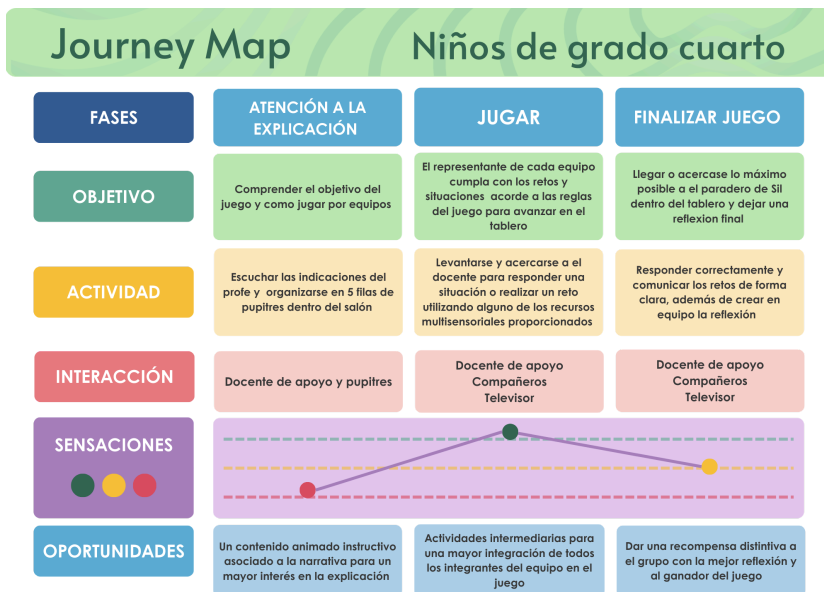 Journey Map
Niños de grado cuarto
FASES
ATENCIÓN A LA
EXPLICACIÓN
JUGAR
FINALIZAR JUEGO
OBJETIVO
Comprender el objetivo del
juego y como jugar por equipos
El representante de cada equipo
cumpla con los retos y
situaciones acorde a las reglas
del juego para avanzar en el
tablero
Llegar o acercase lo máximo
posible a el paradero de Sil
dentro del tablero y dejar una
reflexion final
ACTIVIDAD
Escuchar las indicaciones del
profe y organizarse en 5 filas de
pupitres dentro del salón
Levantarse y acercarse a el
docente para responder una
situación o realizar un reto
utilizando alguno de los recursos
multisensoriales proporcionados
Responder correctamente y
comunicar los retos de forma
clara, además de crear en
equipo la reflexión
INTERACCIÓN
Docente de apoyo y pupitres
Docente de apoyo
Compañeros
Televisor
Docente de apoyo
Compañeros
Televisor
SENSACIONES
OPORTUNIDADES
Un contenido animado instructivo
asociado a la narrativa para un
mayor interés en la explicación
Actividades intermediarias para
una mayor integración de todos
los integrantes del equipo en el
juego
Dar una recompensa distintiva a
el grupo con la mejor reflexión y
al ganador del juego